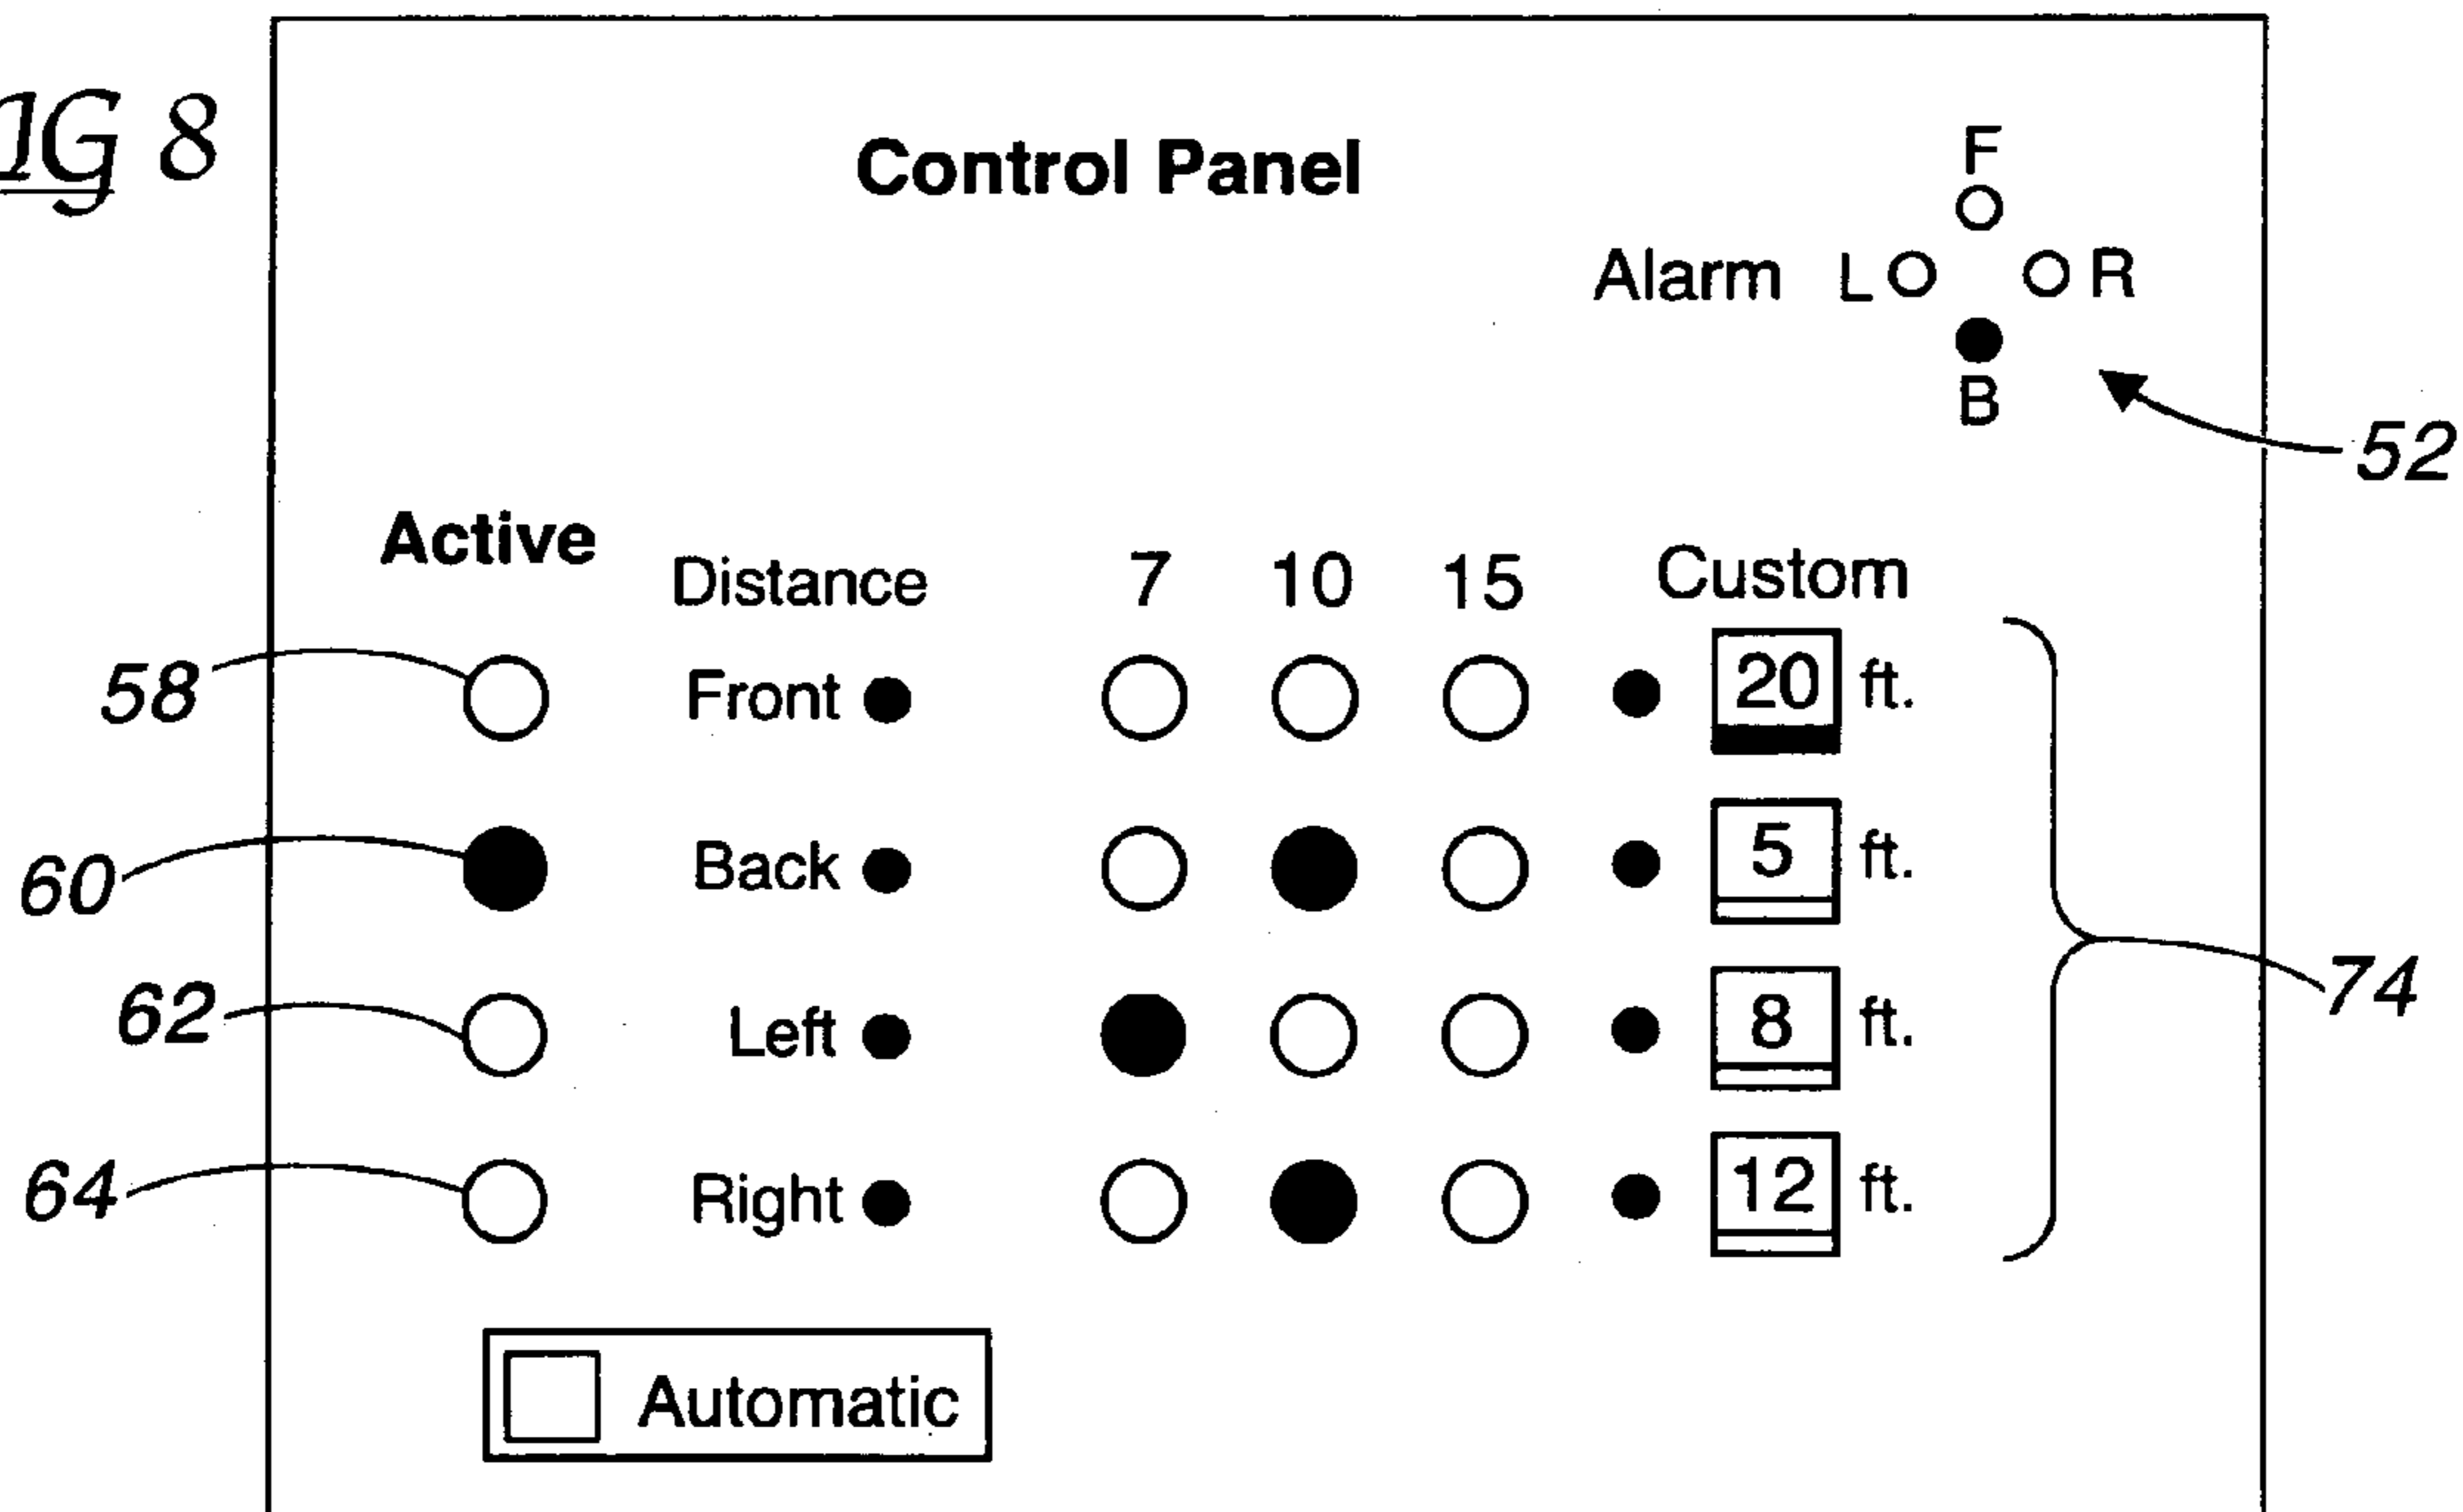 IG 8
Control Panel
F
Alarm L R
B
52
Active
Distance 7 10 15 Custom
58 Front 20 ft.
60 Back 5 ft.
62 Left 8 ft.
74
64 Right 12 ft.
Automatic